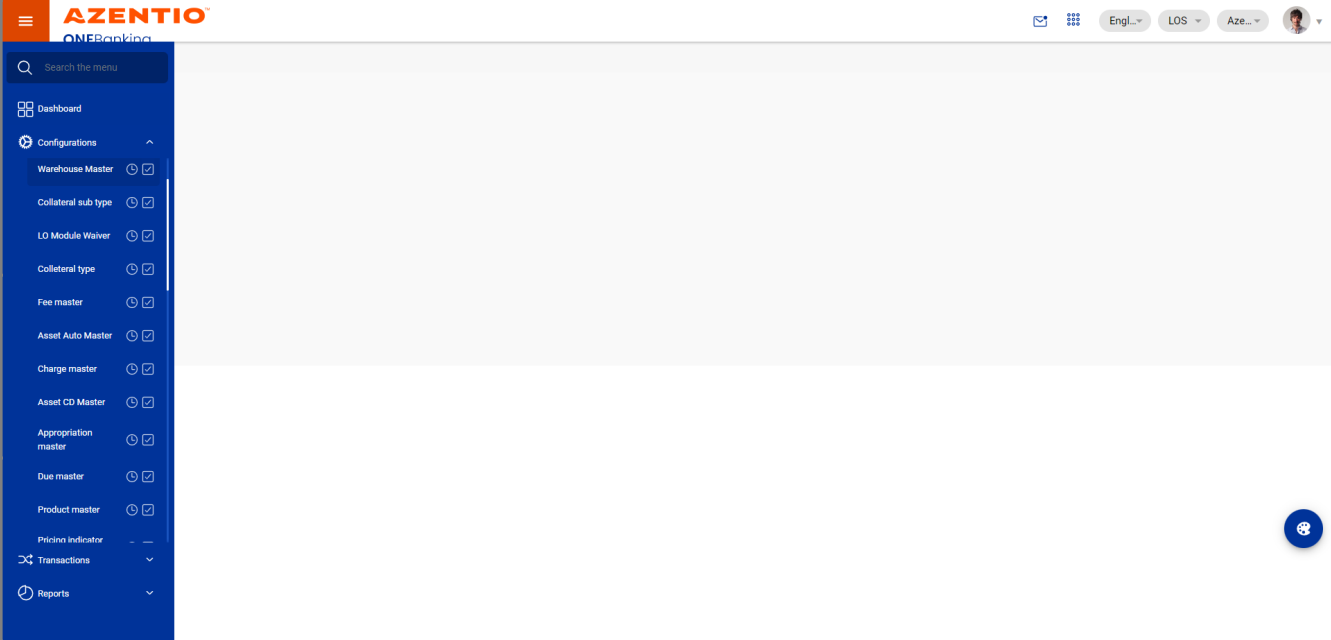 AZENTIO
ONEBanking
Engl...
LOS
Aze...
Search the menu
Dashboard
Configurations
Warehouse Master
Collateral sub type
LO Module Waiver
Colleteral type
Fee master
Asset Auto Master
Charge master
Asset CD Master
Appropriation
master
Due master
Product master
Pricing indicator
Transactions
Reports